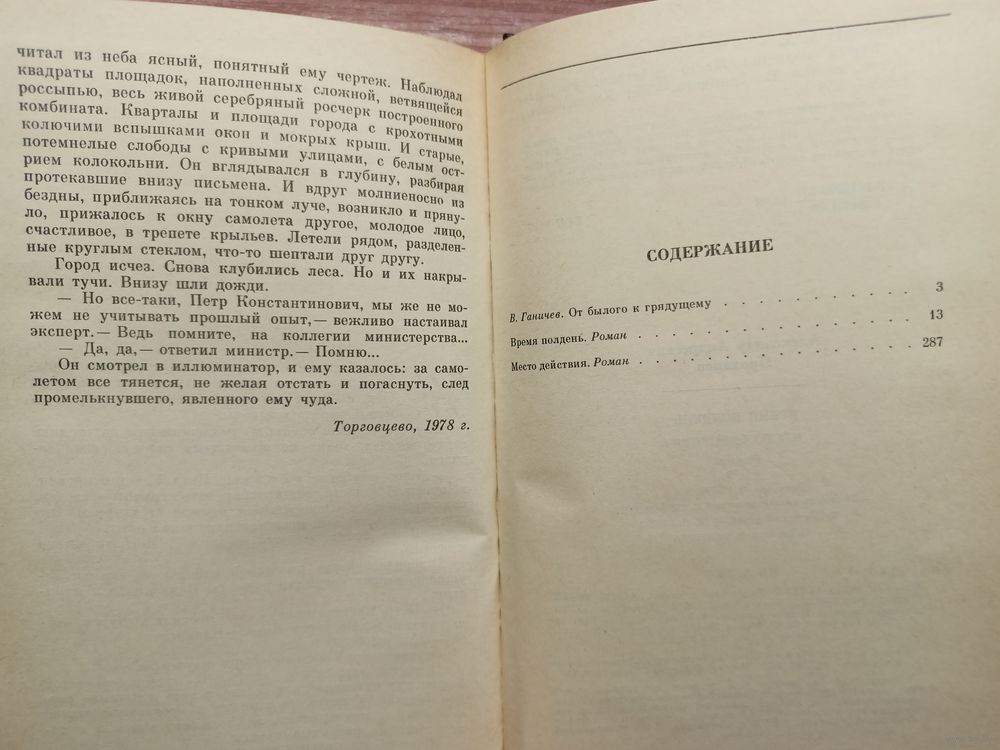 читал из неба ясный, понятный ему чертеж. Наблюдал
квадраты площадок, наполненных сложной, ветвящейся
россыпью, весь живой серебряный росчерк построенного
комбината. Кварталы и площади города с крохотными
колючими вспышками окон и мокрых крыш. И старые,
потемнелые слободы с кривыми улицами, с белым ост-
рием колокольни. Он вглядывался в глубину, разбирая
протекавшие внизу письмена. И вдруг молниеносно из
бездны, приближаясь на тонком луче, возникло и пряну-
ло, прижалось к окну самолета другое, молодое лицо,
счастливое, в трепете крыльев. Летели рядом, разделен-
ные круглым стеклом, что-то шептали друг другу.
Город исчез. Снова клубились леса. Но и их накры-
вали тучи. Внизу шли дожди.
— Но все-таки, Петр Константинович, мы же не мо-
жем не учитывать прошлый опыт,— вежливо настаивал
эксперт.— Ведь помните, на коллегии министерства...
— Да, да,— ответил министр.— Помню...
Он смотрел в иллюминатор, и ему казалось: за само-
летом все тянется, не желая отстать и погаснуть, след
промелькнувшего, явленного ему чуда.
Торговцево, 1978 г.
СОДЕРЖАНИЕ
В. Ганичев. От былого к грядущему . . . . . . . . . . 3
Время полдень. Роман . . . . . . . . . . . . . 13
Место действия. Роман . . . . . . . . . . . . . 287